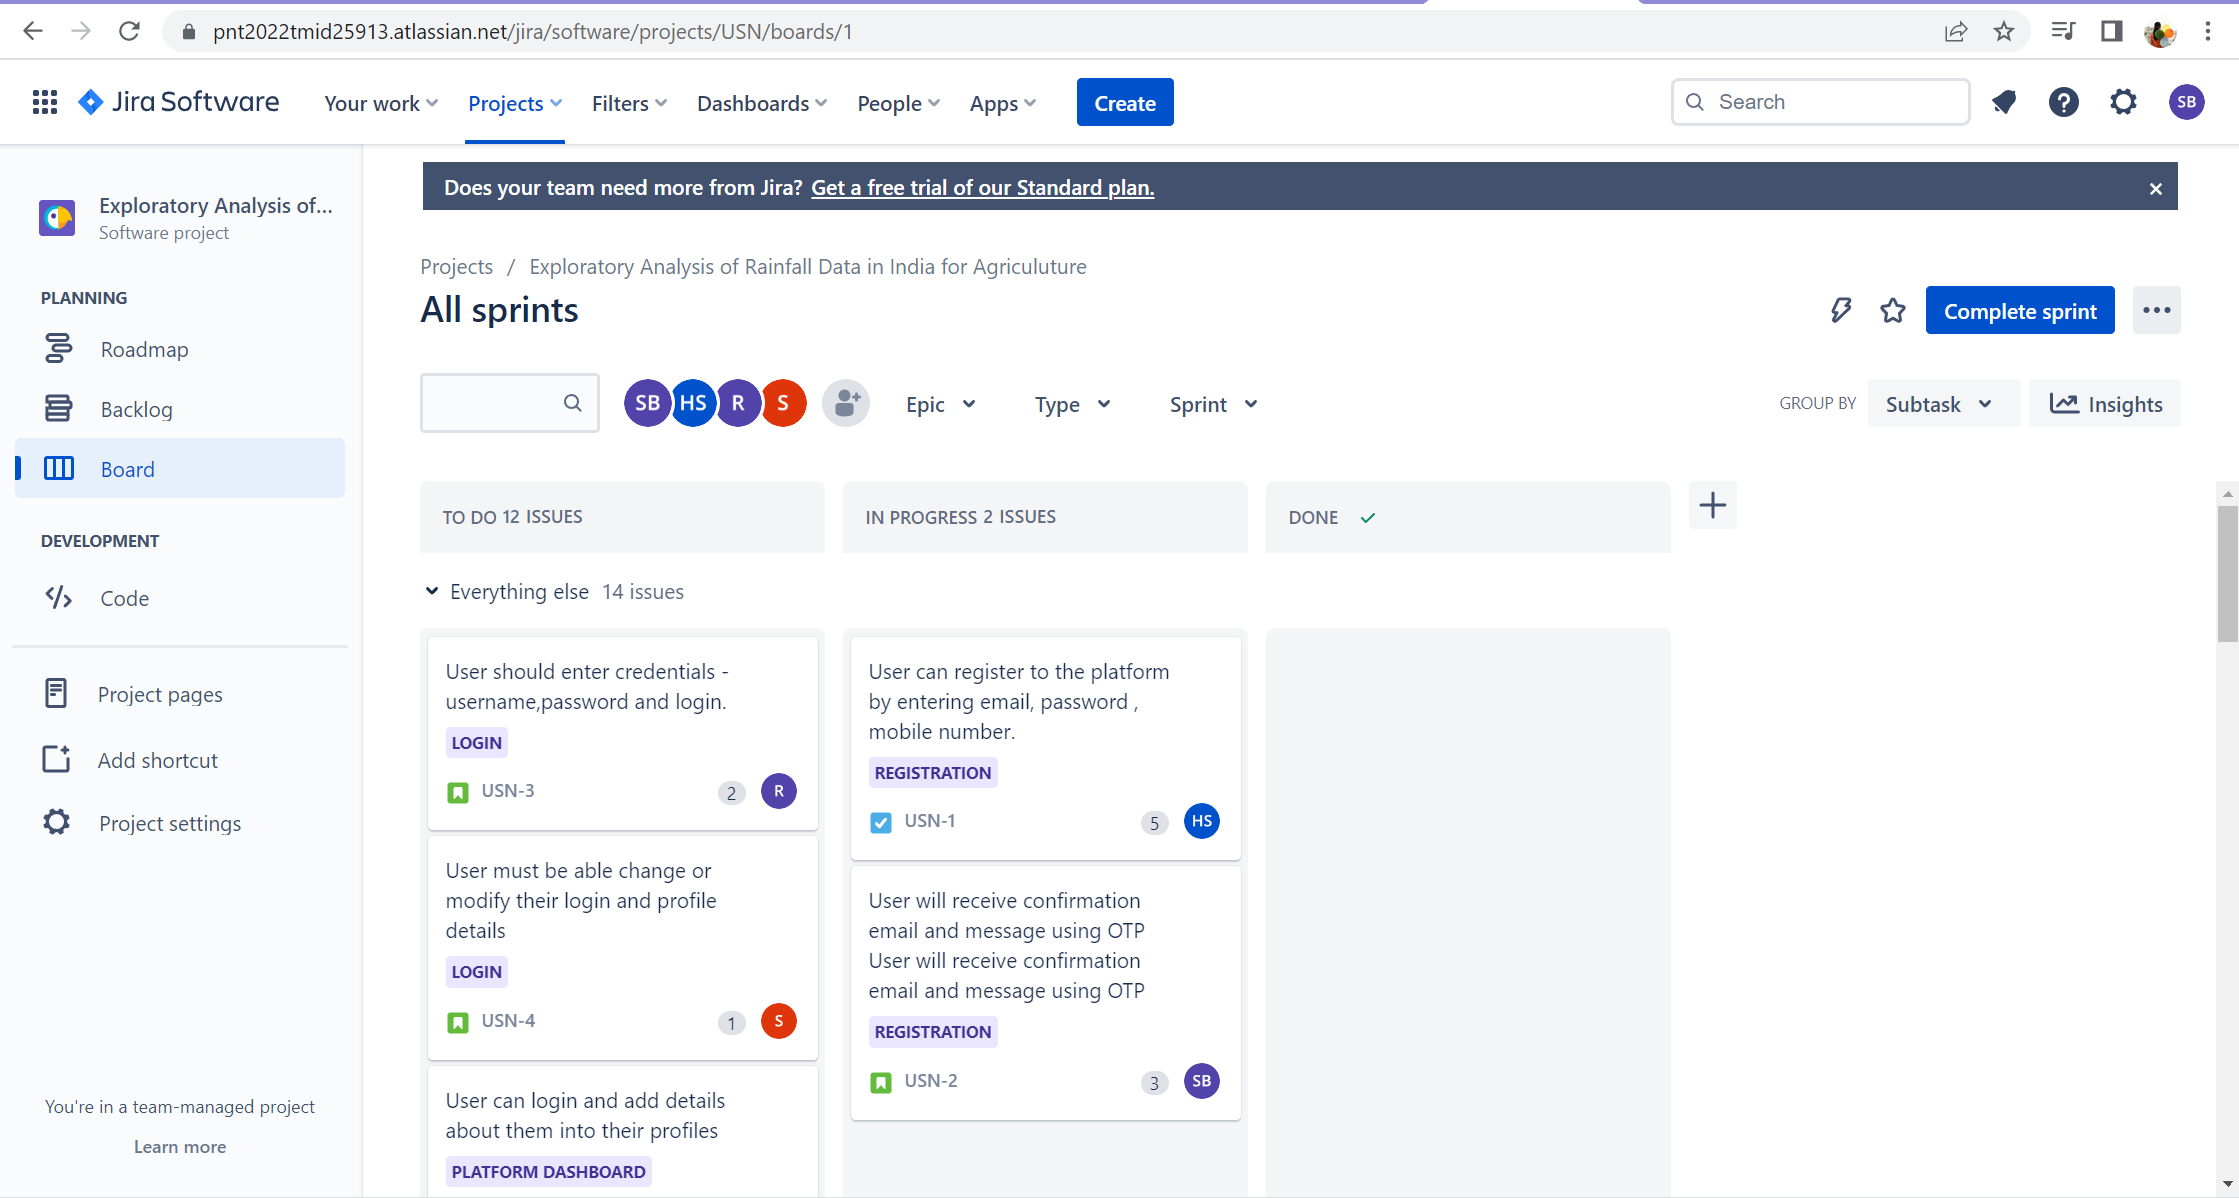 pnt2022tmid25913.atlassian.net/jira/software/projects/USN/boards/1
Jira Software
Your work
Projects
Filters
Dashboards
People
Apps
Create
Search
SB
Does your team need more from Jira? Get a free trial of our Standard plan.
Exploratory Analysis of...
Software project
PLANNING
Roadmap
Backlog
Board
DEVELOPMENT
Code
Project pages
Add shortcut
Project settings
You're in a team-managed project
Learn more
Projects / Exploratory Analysis of Rainfall Data in India for Agriculuture
All sprints
Complete sprint
SB HS R S
Epic
Type
Sprint
GROUP BY
Subtask
Insights
TO DO 12 ISSUES
IN PROGRESS 2 ISSUES
DONE
Everything else 14 issues
User should enter credentials -
username,password and login.
LOGIN
USN-3 2 R
User must be able change or
modify their login and profile
details
LOGIN
USN-4 1 S
User can login and add details
about them into their profiles
PLATFORM DASHBOARD
User can register to the platform
by entering email, password ,
mobile number.
REGISTRATION
USN-1 5 HS
User will receive confirmation
email and message using OTP
User will receive confirmation
email and message using OTP
REGISTRATION
USN-2 3 SB